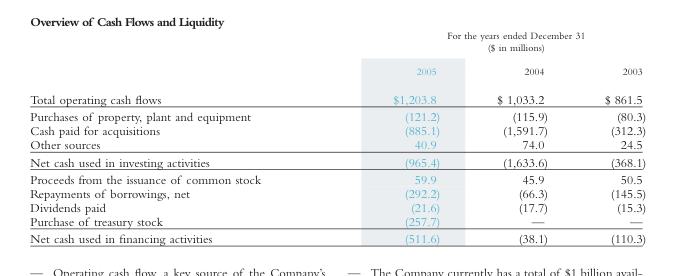 Overview of Cash Flows and Liquidity
For the years ended December 31
($ in millions)
2005 2004 2003
Total operating cash flows $1,203.8 $ 1,033.2 $ 861.5
Purchases of property, plant and equipment (121.2) (115.9) (80.3)
Cash paid for acquisitions (885.1) (1,591.7) (312.3)
Other sources 40.9 74.0 24.5
Net cash used in investing activities (965.4) (1,633.6) (368.1)
Proceeds from the issuance of common stock 59.9 45.9 50.5
Repayments of borrowings, net (292.2) (66.3) (145.5)
Dividends paid (21.6) (17.7) (15.3)
Purchase of treasury stock (257.7) — —
Net cash used in financing activities (511.6) (38.1) (110.3)
— Operating cash flow, a key source of the Company's
— The Company currently has a total of $1 billion avail-